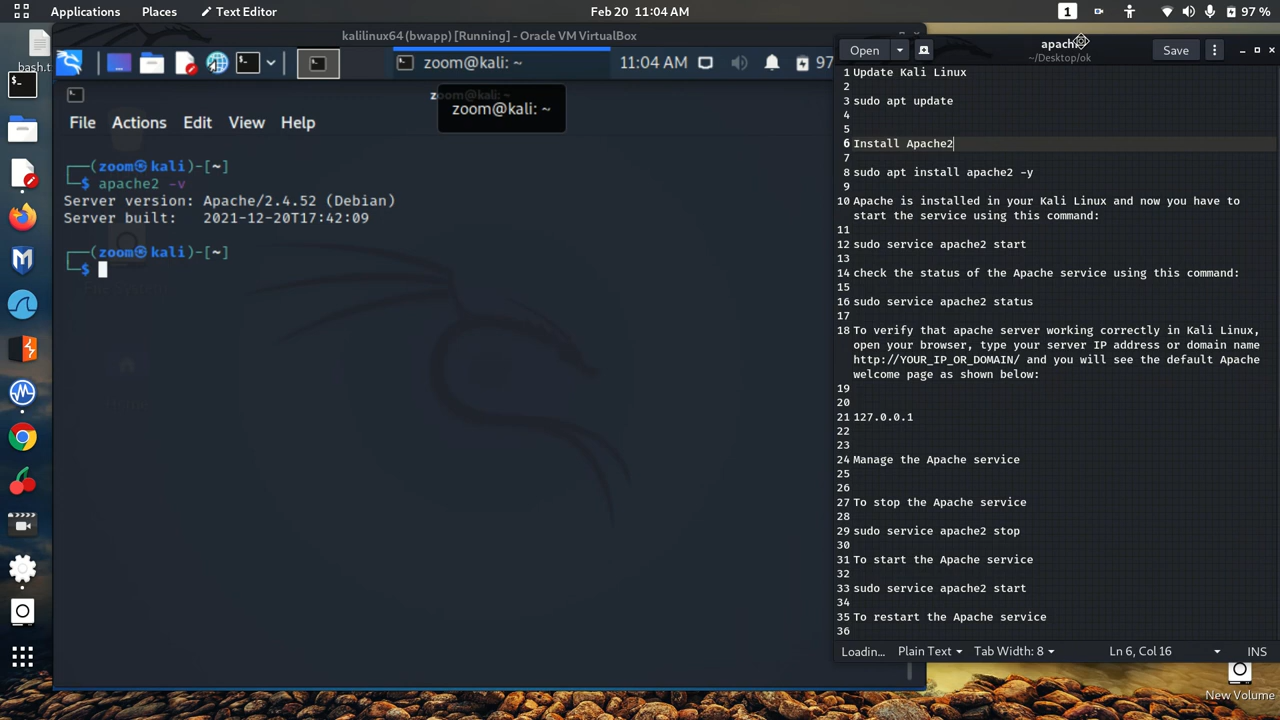 Applications
Places
Text Editor
Feb 20 11:04 AM
1
97 %
bash.t
kalilinux64 (bwapp) [Running] - Oracle VM VirtualBox
zoom@kali: ~
11:04 AM
97
zoom@kali: ~
zoom@kali: ~
File Actions Edit View Help
┌──(zoom㉿kali)-[~]
└─$ apache2 -v
Server version: Apache/2.4.52 (Debian)
Server built:   2021-12-20T17:42:09
┌──(zoom㉿kali)-[~]
└─$
Open
apach
~/Desktop/ok
Save
1 Update Kali Linux
2
3 sudo apt update
4
5
6 Install Apache2
7
8 sudo apt install apache2 -y
9
10 Apache is installed in your Kali Linux and now you have to
start the service using this command:
11
12 sudo service apache2 start
13
14 check the status of the Apache service using this command:
15
16 sudo service apache2 status
17
18 To verify that apache server working correctly in Kali Linux,
open your browser, type your server IP address or domain name
http://YOUR_IP_OR_DOMAIN/ and you will see the default Apache
welcome page as shown below:
19
20
21 127.0.0.1
22
23
24 Manage the Apache service
25
26
27 To stop the Apache service
28
29 sudo service apache2 stop
30
31 To start the Apache service
32
33 sudo service apache2 start
34
35 To restart the Apache service
36
Loading... Plain Text Tab Width: 8 Ln 6, Col 16 INS
New Volume